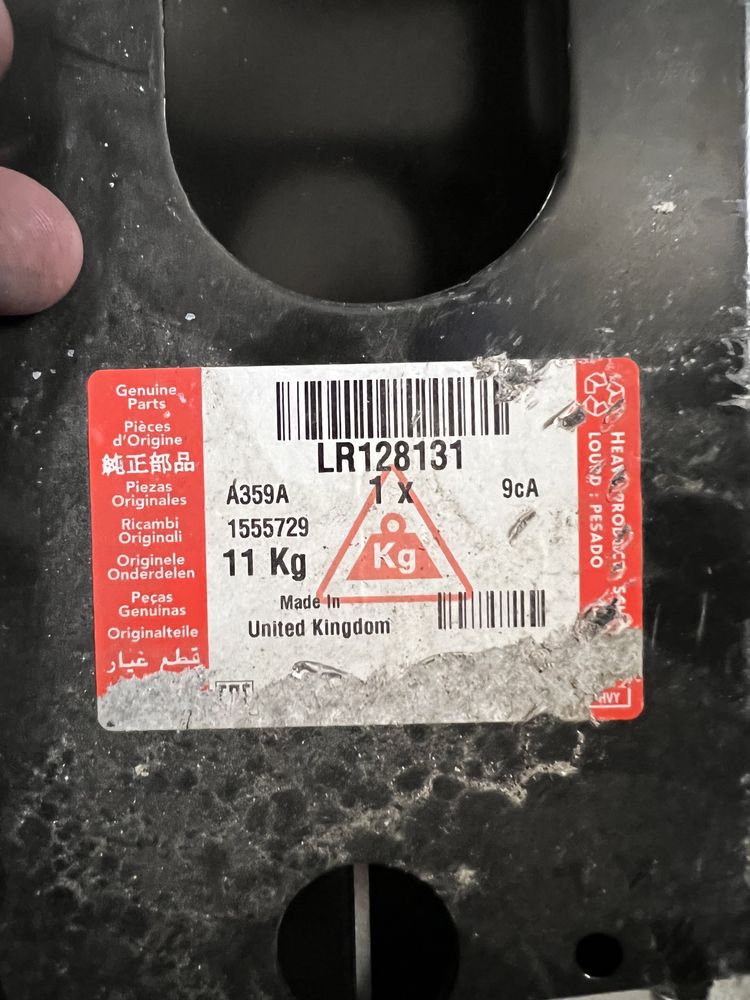 Genuine
Parts
Pièces
d'Origine
純正部品
Piezas
Originales
Ricambi
Originali
Originele
Onderdelen
Peças
Genuinas
Originalteile
قطع غيار
LR128131
A359A
1 x
9cA
1555729
11 Kg
Kg
Made In
United Kingdom
HEAVY
LOURD : PESADO
HVY